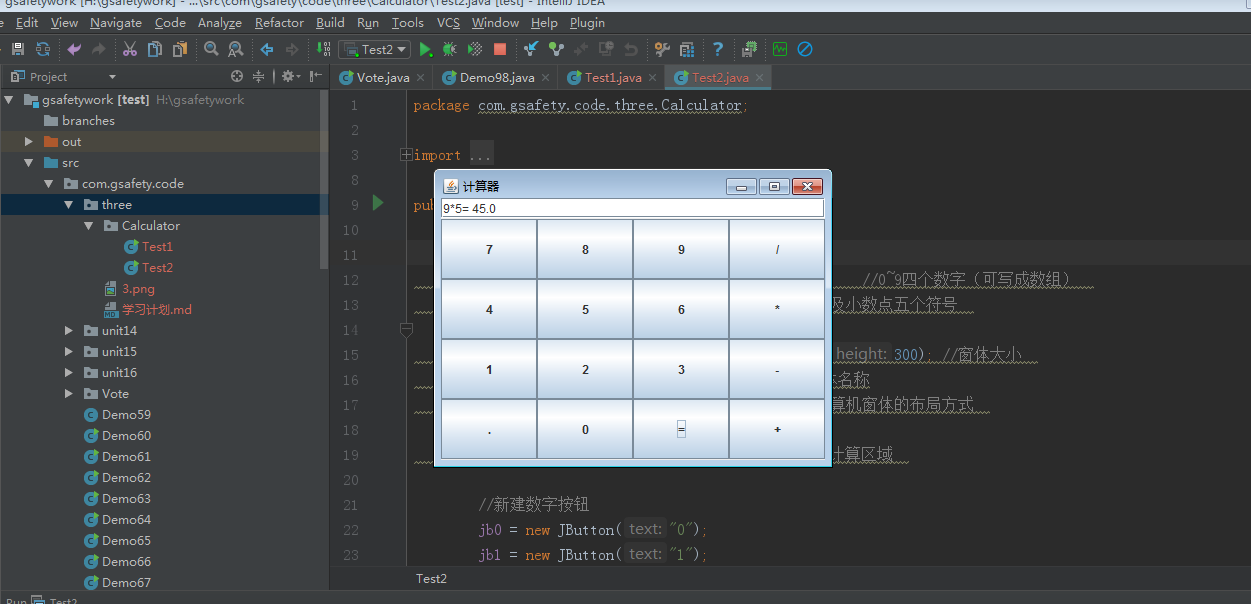 gsafetywork [H:\gsafetywork] - ...\src\com\gsafety\code\three\Calculator\Test2.java [test] - IntelliJ IDEA
Edit View Navigate Code Analyze Refactor Build Run Tools VCS Window Help Plugin
Test2
Project
Vote.java
Demo98.java
Test1.java
Test2.java
gsafetywork [test] H:\gsafetywork
branches
out
src
com.gsafety.code
three
Calculator
Test1
Test2
3.png
学习计划.md
unit14
unit15
unit16
Vote
Demo59
Demo60
Demo61
Demo62
Demo63
Demo64
Demo65
Demo66
Demo67
1 package com.gsafety.code.three.Calculator;
2
3 import ...
8
9 pub
10
11
12 //0~9四个数字（可写成数组）
13 及小数点五个符号
14
15 height: 300); //窗体大小
16 名称
17 算机窗体的布局方式
18
19 计算区域
20
21 //新建数字按钮
22 jb0 = new JButton( text: "0");
23 jb1 = new JButton( text: "1");
计算器
9*5= 45.0
7 8 9 /
4 5 6 *
1 2 3 -
. 0 = +
Test2
Run Test2